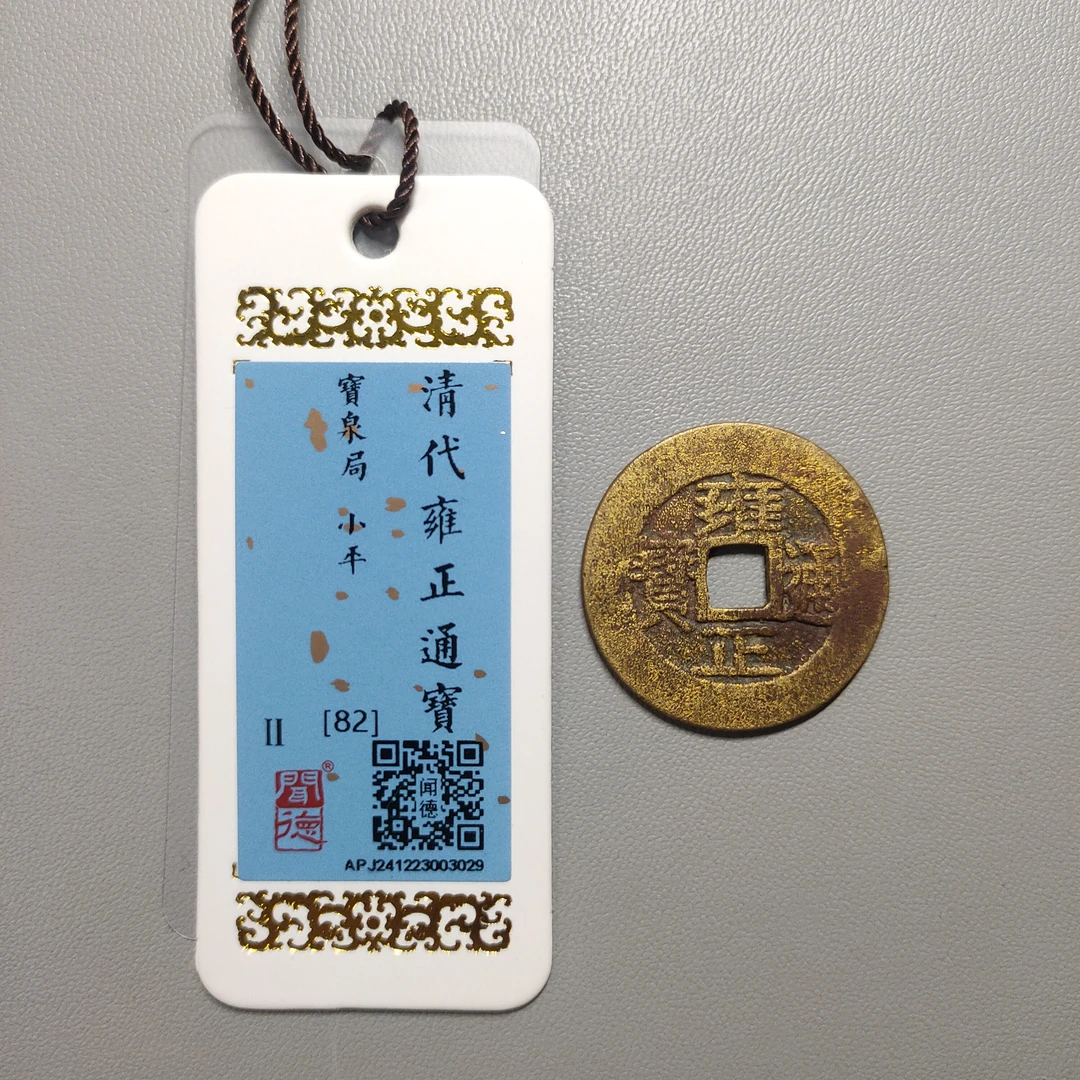 清代雍正通寶
寶泉局 小平
II
[82]
聞德
®
闻德
APJ241223003029
雍正通寶